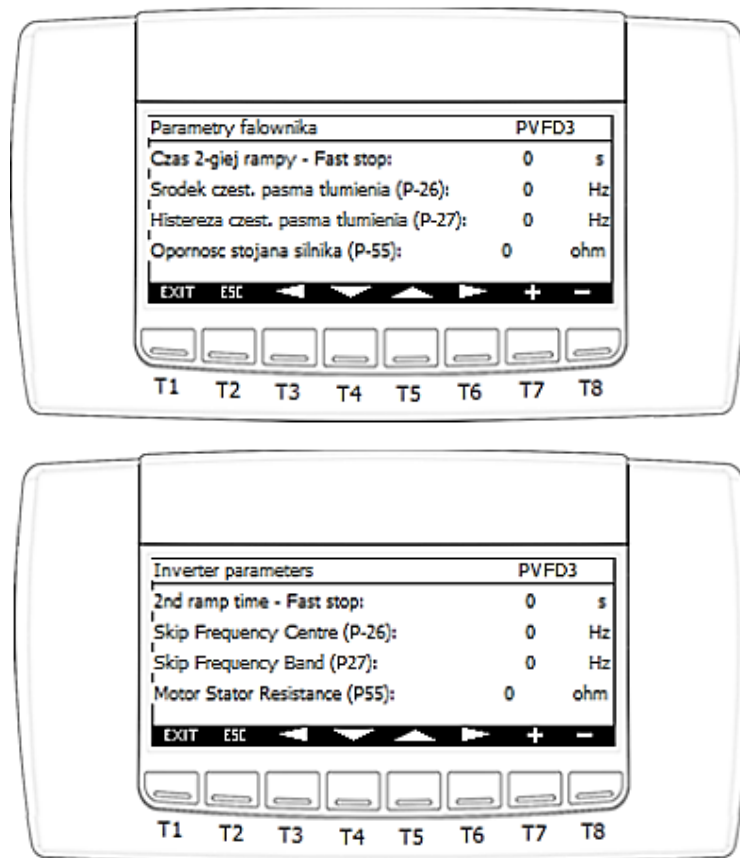 Parametry falownika PVFD3
Czas 2-giej rampy - Fast stop: 0 s
Srodek czest. pasma tlumienia (P-26): 0 Hz
Histereza czest. pasma tlumienia (P-27): 0 Hz
Opornosc stojana silnika (P-55): 0 ohm
EXIT ESC + -
T1 T2 T3 T4 T5 T6 T7 T8
Inverter parameters PVFD3
2nd ramp time - Fast stop: 0 s
Skip Frequency Centre (P-26): 0 Hz
Skip Frequency Band (P27): 0 Hz
Motor Stator Resistance (P55): 0 ohm
EXIT ESC + -
T1 T2 T3 T4 T5 T6 T7 T8